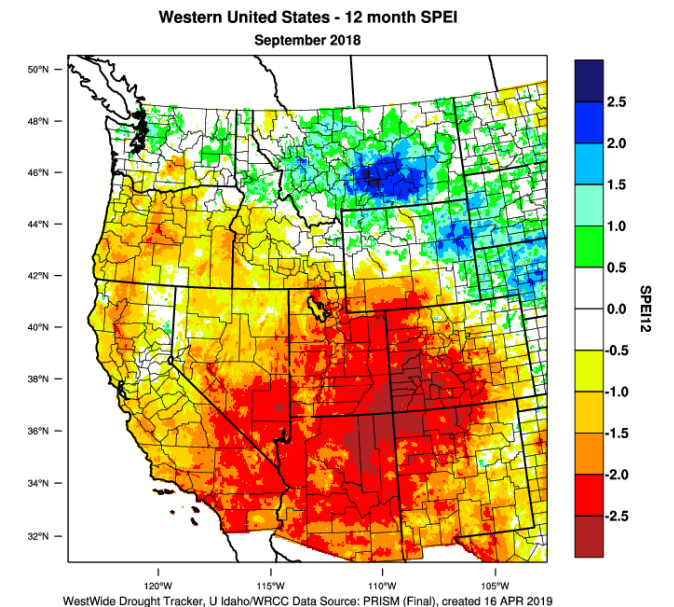 Western United States - 12 month SPEI
September 2018
50°N
48°N
46°N
44°N
42°N
40°N
38°N
36°N
34°N
32°N
120°W
115°W
110°W
105°W
2.5
2.0
1.5
1.0
0.5
0.0
-0.5
-1.0
-1.5
-2.0
-2.5
SPEI12
WestWide Drought Tracker, U Idaho/WRCC Data Source: PRISM (Final), created 16 APR 2019